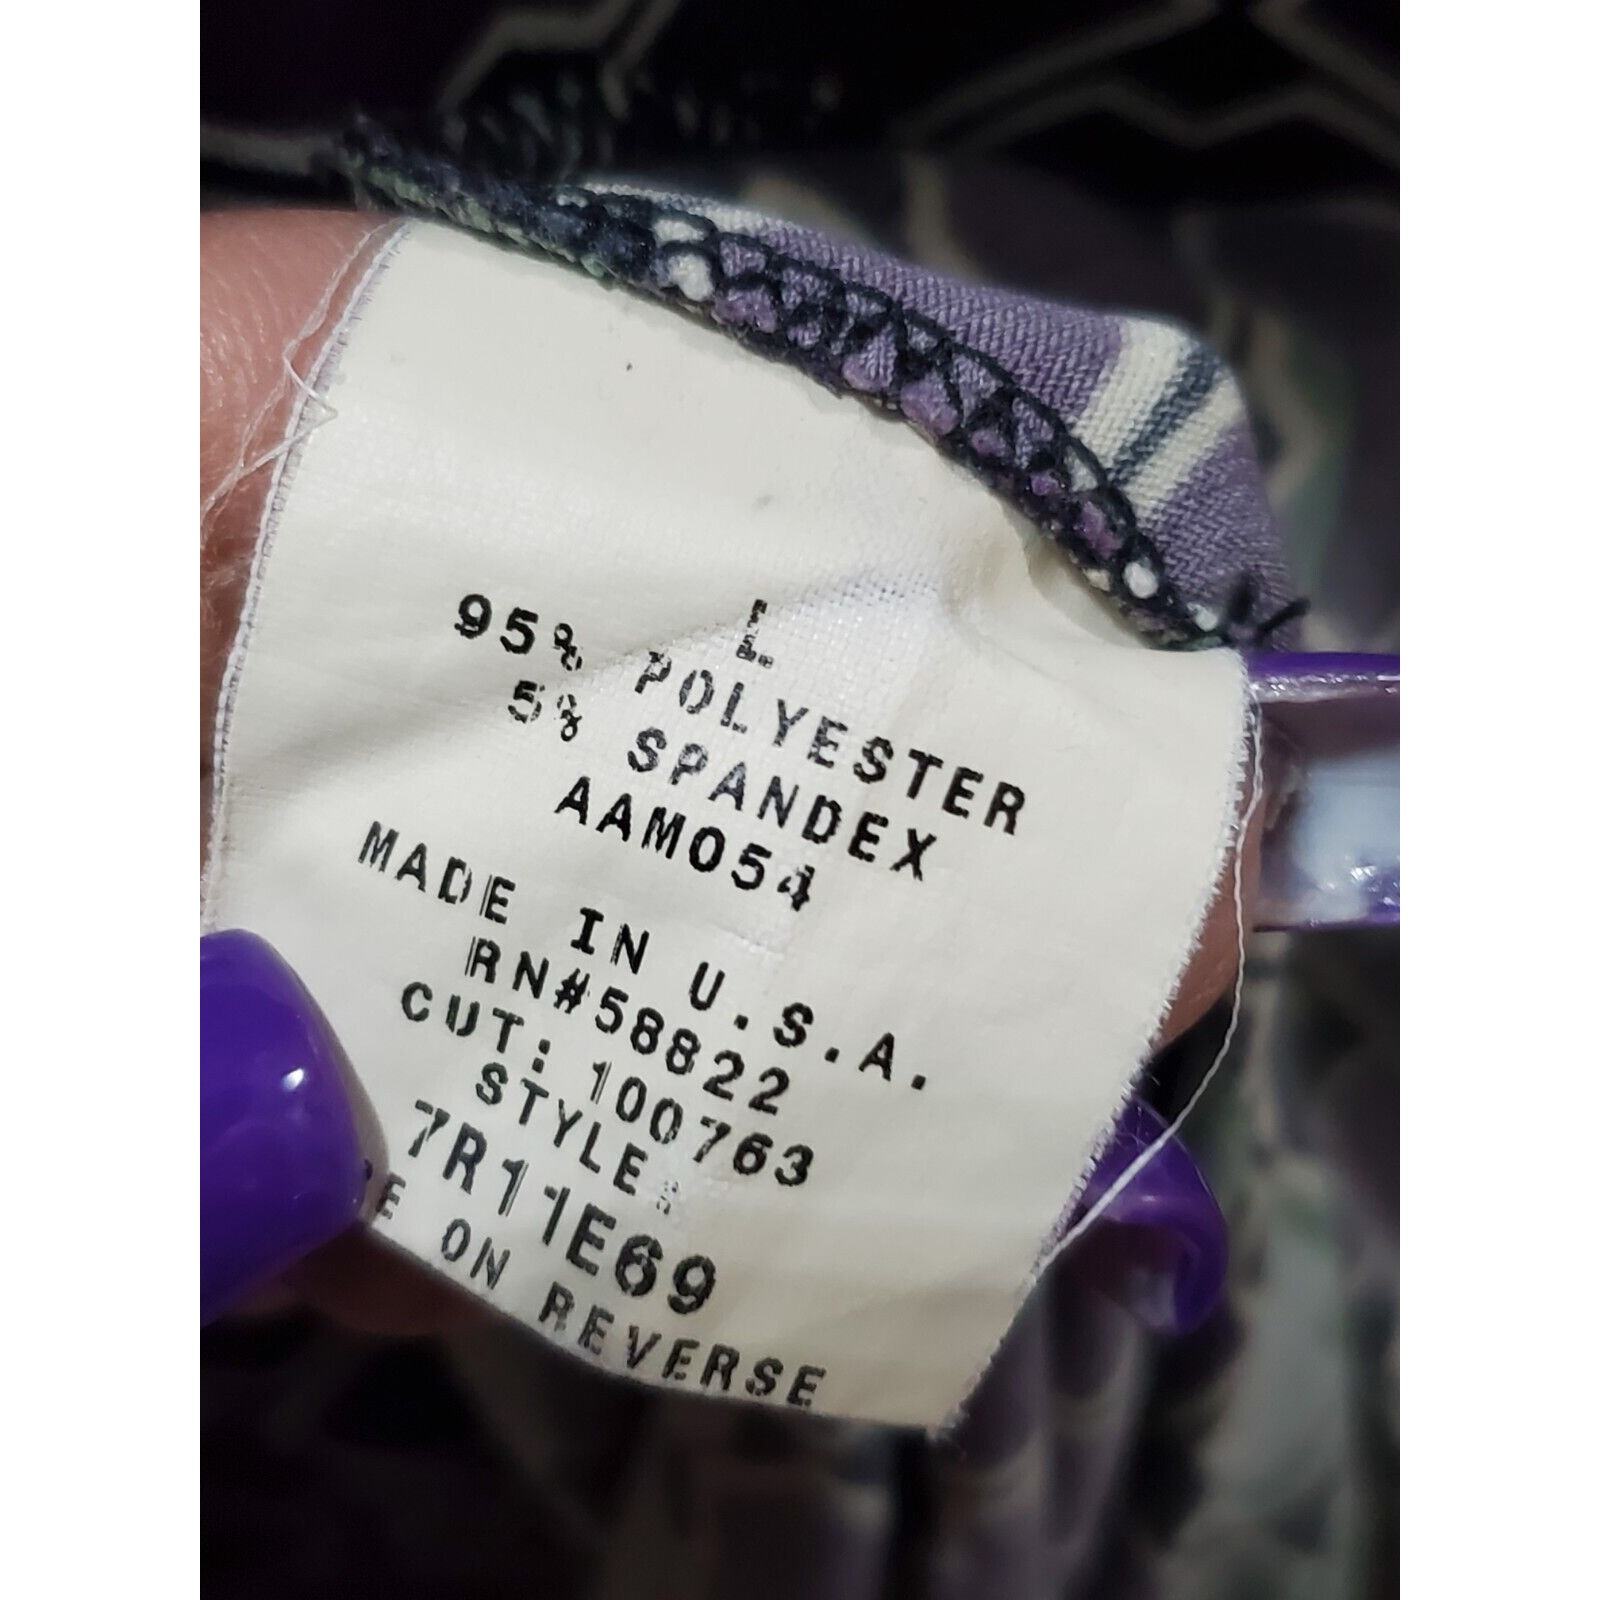 L
95% POLYESTER
5% SPANDEX
AAM054
MADE IN U.S.A.
RN#58822
CUT: 100763
STYLE:
7R11E69
ON REVERSE